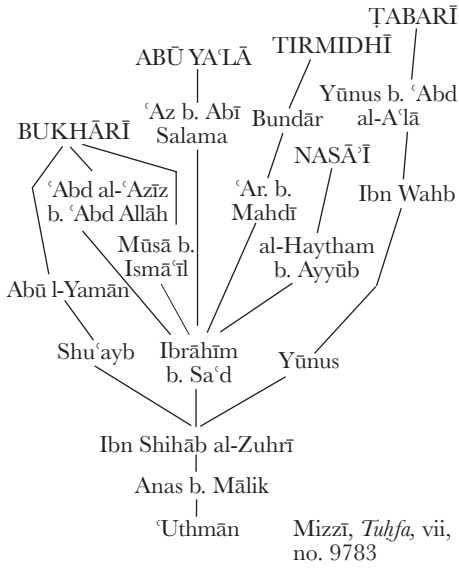 ṬABARĪ
TIRMIDHĪ
ABŪ YAʿLĀ
Yūnus b. ʿAbd
al-Aʿlā
ʿAz b. Abī
Salama
Bundār
BUKHĀRĪ
NASĀʾĪ
ʿAbd al-ʿAzīz
b. ʿAbd Allāh
ʿAr. b.
Mahdī
Ibn Wahb
Mūsā b.
Ismāʿīl
al-Haytham
b. Ayyūb
Abū l-Yamān
Shuʿayb
Ibrāhīm
b. Saʿd
Yūnus
Ibn Shihāb al-Zuhrī
Anas b. Mālik
ʿUthmān
Mizzī, Tuḥfa, vii,
no. 9783